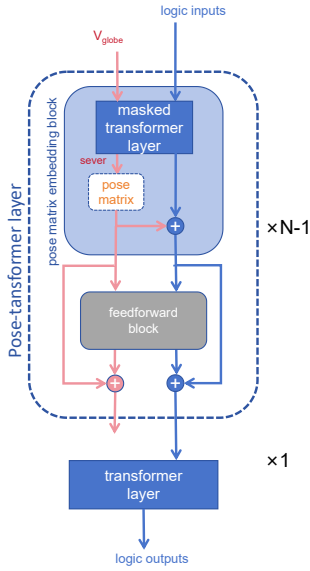 logic inputs
V globe
masked
transformer
layer
sever
pose
matrix
+
pose matrix embedding block
Pose-tansformer layer
×N-1
feedforward
block
+
+
×1
transformer
layer
logic outputs